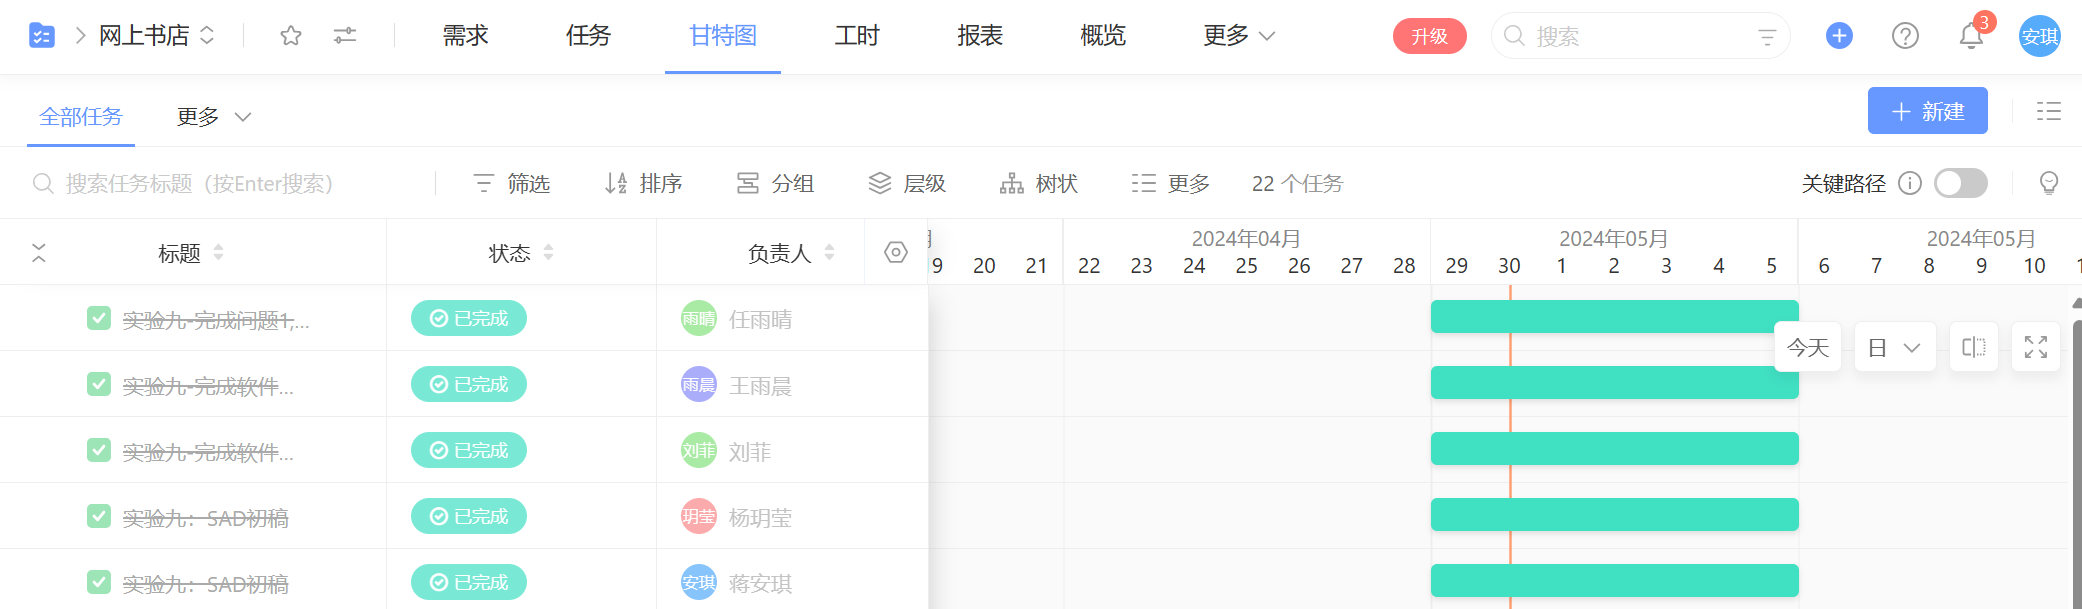 网上书店 需求 任务 甘特图 工时 报表 概览 更多 升级 搜索 3 安琪
全部任务 更多 新建
搜索任务标题（按Enter搜索） 筛选 排序 分组 层级 树状 更多 22 个任务 关键路径
标题 状态 负责人
2024年04月 2024年05月 2024年05月
9 20 21 22 23 24 25 26 27 28 29 30 1 2 3 4 5 6 7 8 9 10
实验九-完成问题1,... 已完成 雨晴 任雨晴
今天 日
实验九-完成软件... 已完成 雨晨 王雨晨
实验九-完成软件... 已完成 刘菲 刘菲
实验九：SAD初稿 已完成 玥莹 杨玥莹
实验九：SAD初稿 已完成 安琪 蒋安琪